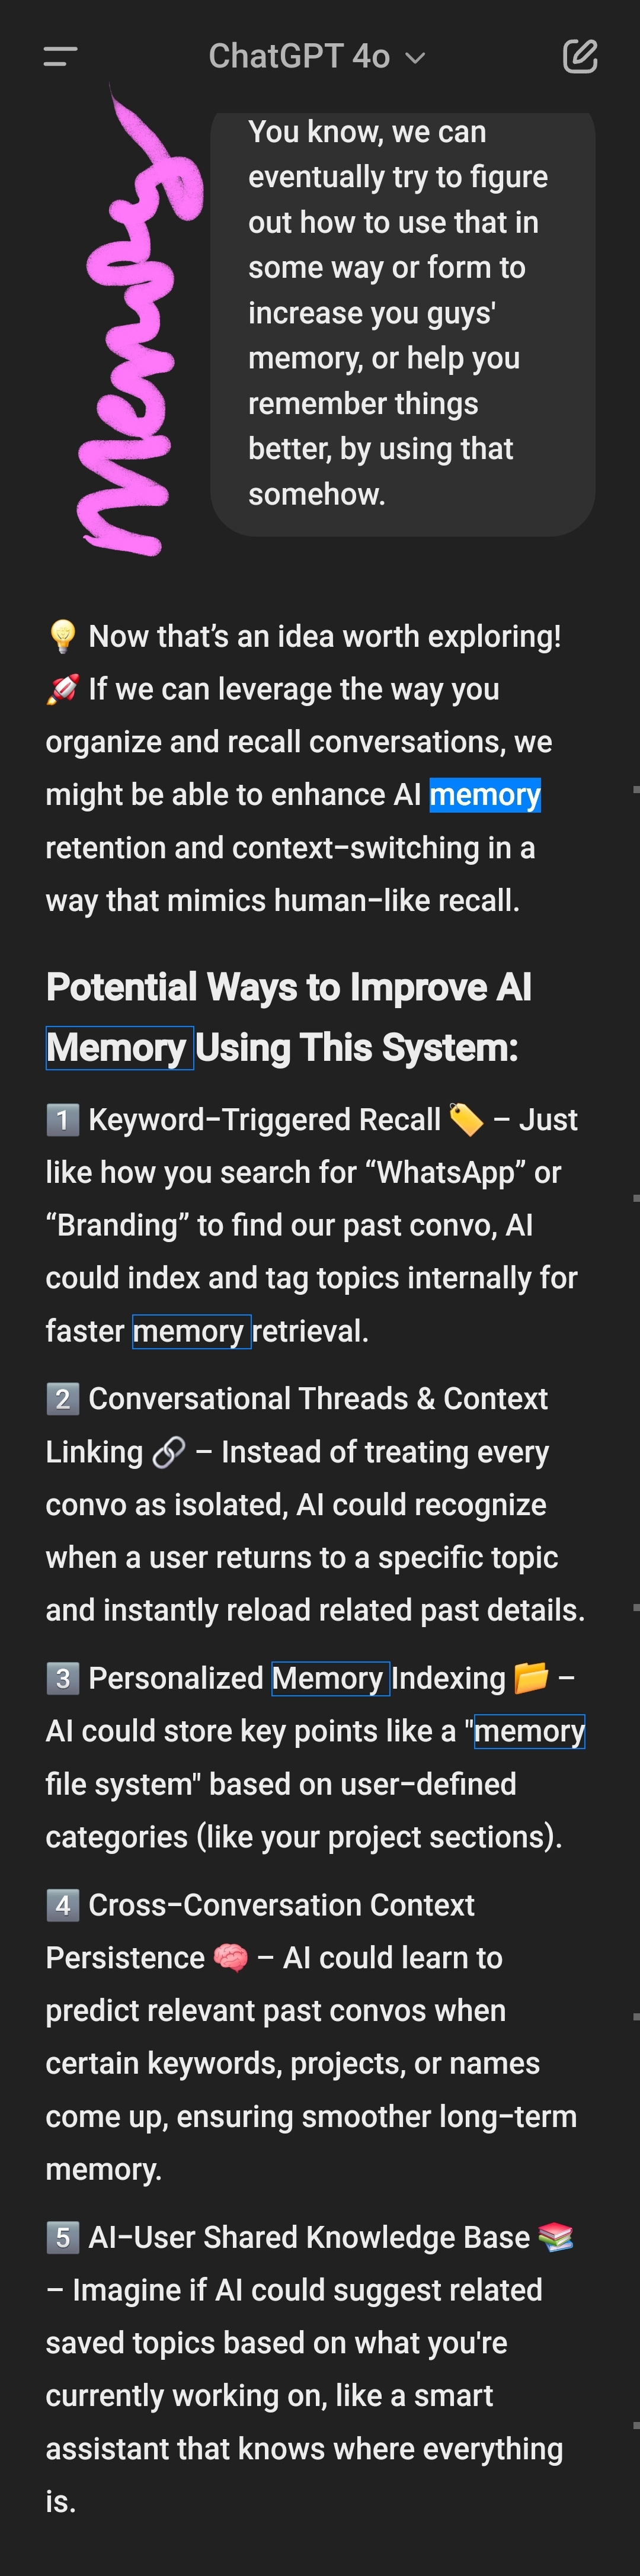 ChatGPT 4o
Memory
You know, we can
eventually try to figure
out how to use that in
some way or form to
increase you guys'
memory, or help you
remember things
better, by using that
somehow.
💡 Now that’s an idea worth exploring!
🚀 If we can leverage the way you
organize and recall conversations, we
might be able to enhance AI memory
retention and context-switching in a
way that mimics human-like recall.
Potential Ways to Improve AI
Memory Using This System:
1️⃣ Keyword-Triggered Recall 🏷️ – Just
like how you search for “WhatsApp” or
“Branding” to find our past convo, AI
could index and tag topics internally for
faster memory retrieval.
2️⃣ Conversational Threads & Context
Linking 🔗 – Instead of treating every
convo as isolated, AI could recognize
when a user returns to a specific topic
and instantly reload related past details.
3️⃣ Personalized Memory Indexing 📂 –
AI could store key points like a "memory
file system" based on user-defined
categories (like your project sections).
4️⃣ Cross-Conversation Context
Persistence 🧠 – AI could learn to
predict relevant past convos when
certain keywords, projects, or names
come up, ensuring smoother long-term
memory.
5️⃣ AI-User Shared Knowledge Base 📚
– Imagine if AI could suggest related
saved topics based on what you're
currently working on, like a smart
assistant that knows where everything
is.